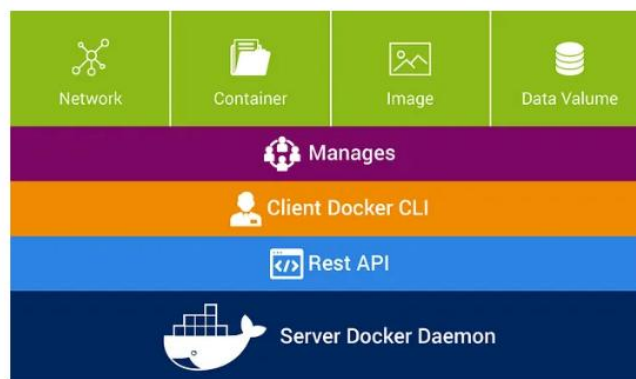 Network
Container
Image
Data Valume
Manages
Client Docker CLI
Rest API
Server Docker Daemon